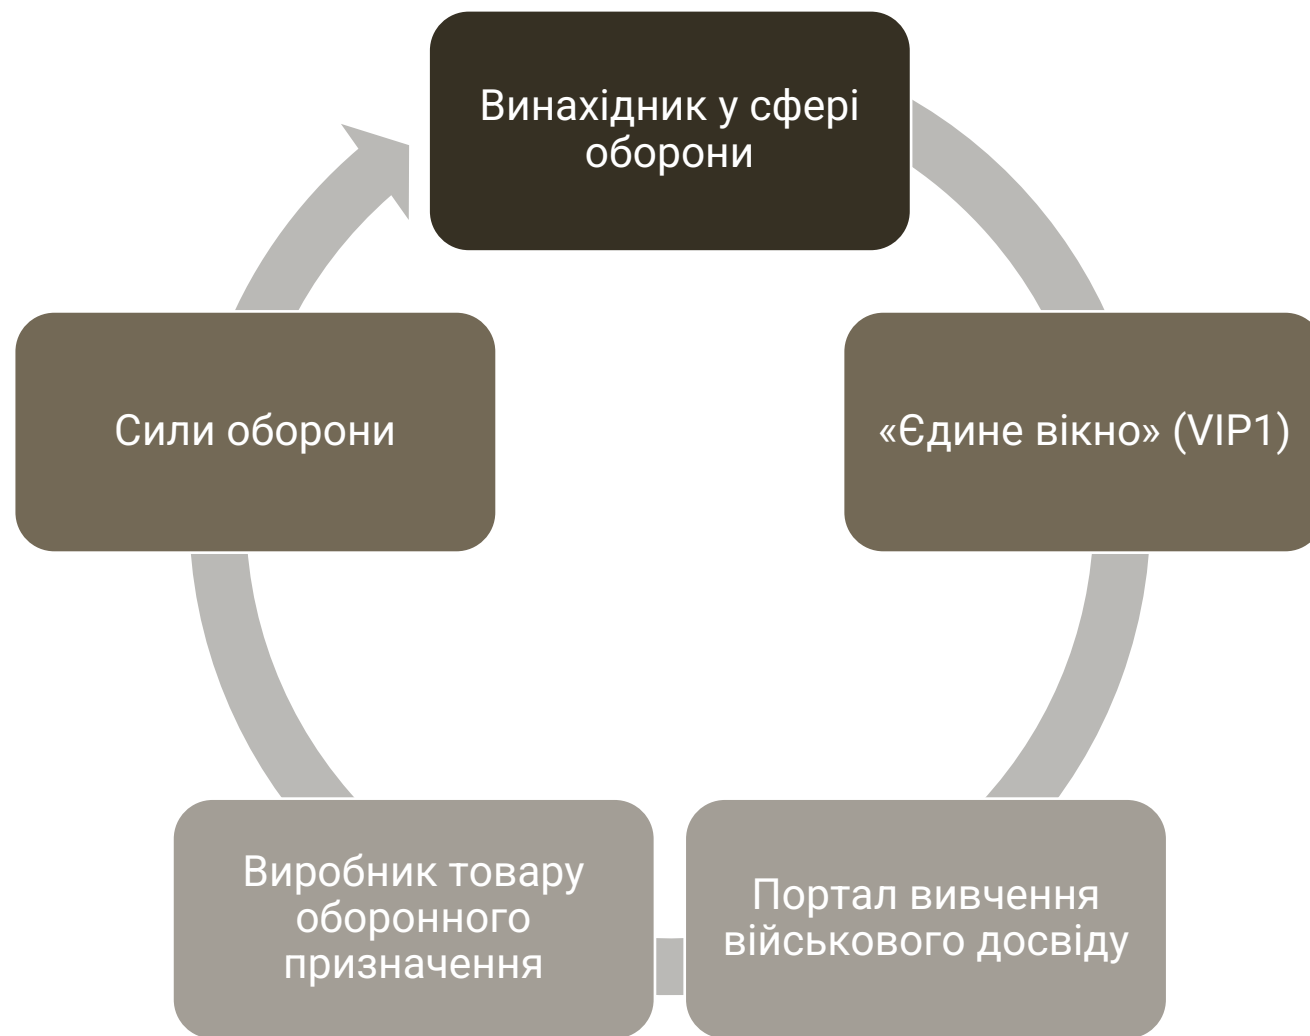 Винахідник у сфері
оборони
«Єдине вікно» (VIP1)
Портал вивчення
військового досвіду
Виробник товару
оборонного
призначення
Сили оборони